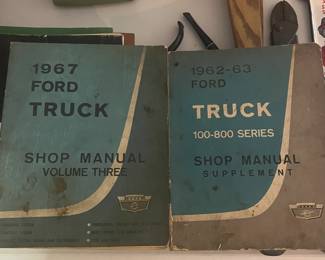 1967
FORD
TRUCK
SHOP MANUAL
VOLUME THREE
1962-63
FORD
TRUCK
100-800 SERIES
SHOP MANUAL
SUPPLEMENT